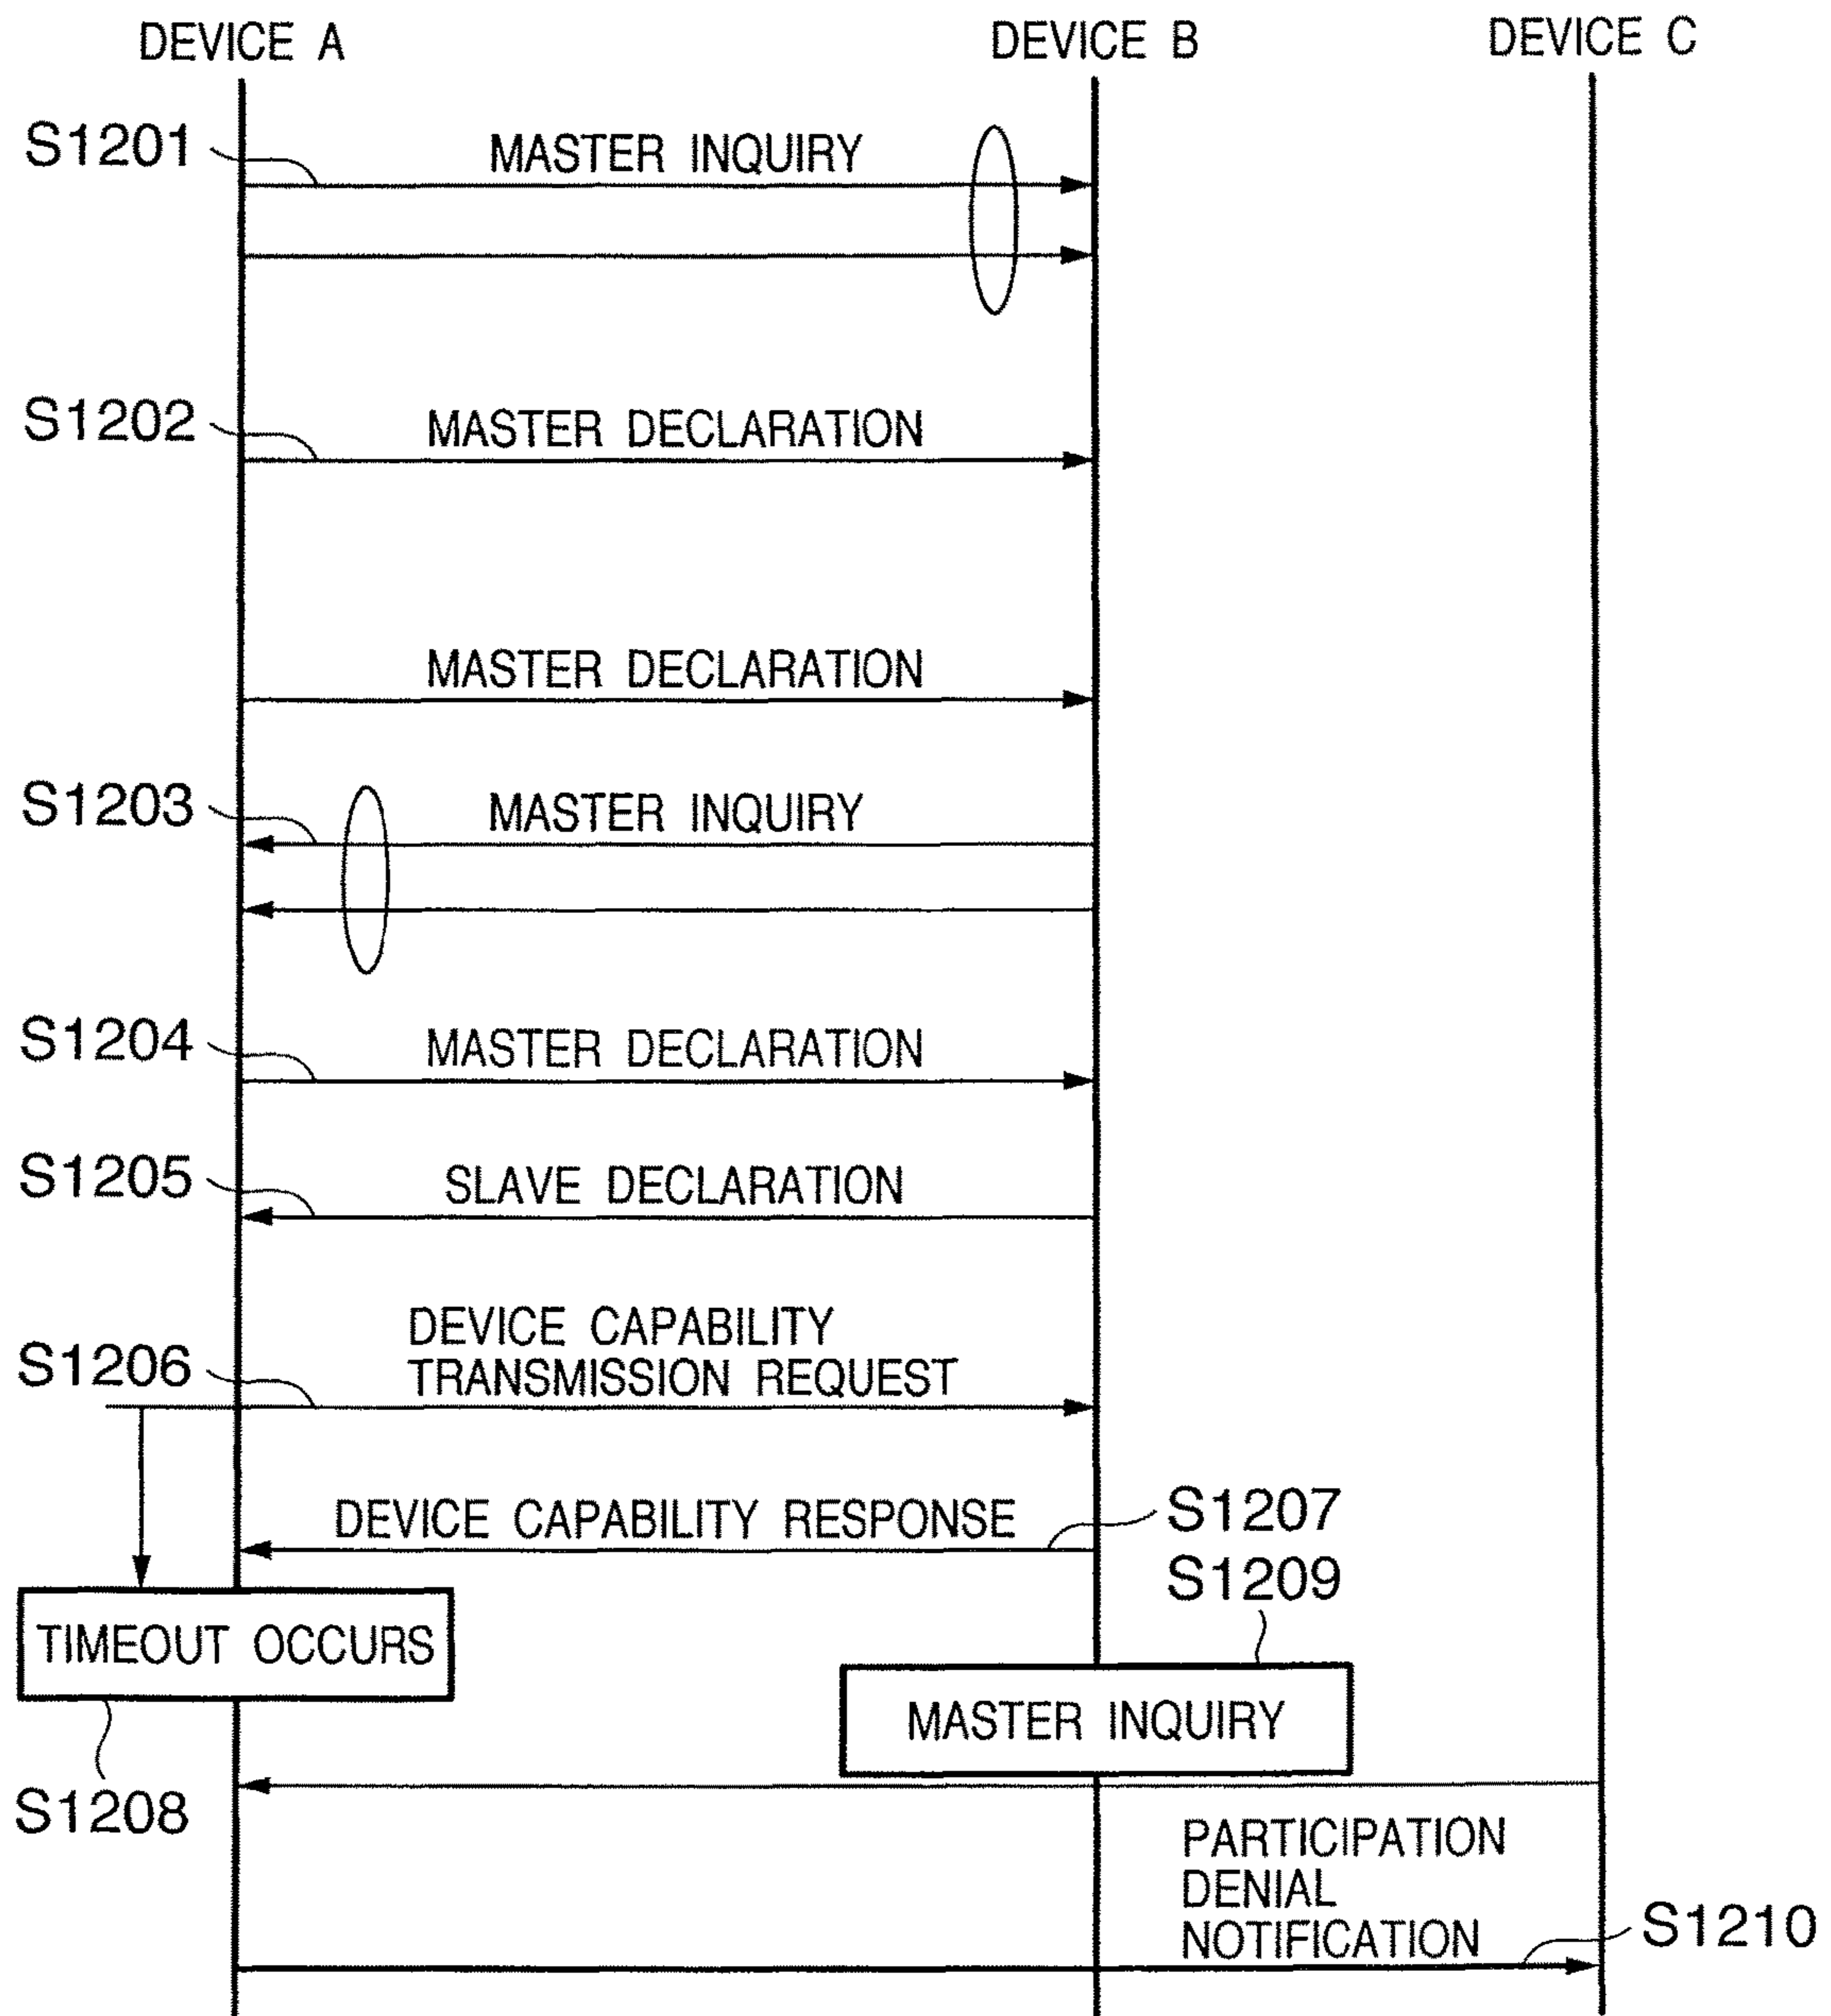 DEVICE A
DEVICE B
DEVICE C
S1201
MASTER INQUIRY
S1202
MASTER DECLARATION
MASTER DECLARATION
S1203
MASTER INQUIRY
S1204
MASTER DECLARATION
S1205
SLAVE DECLARATION
S1206
DEVICE CAPABILITY
TRANSMISSION REQUEST
DEVICE CAPABILITY RESPONSE
S1207
S1209
TIMEOUT OCCURS
MASTER INQUIRY
S1208
PARTICIPATION
DENIAL
NOTIFICATION
S1210